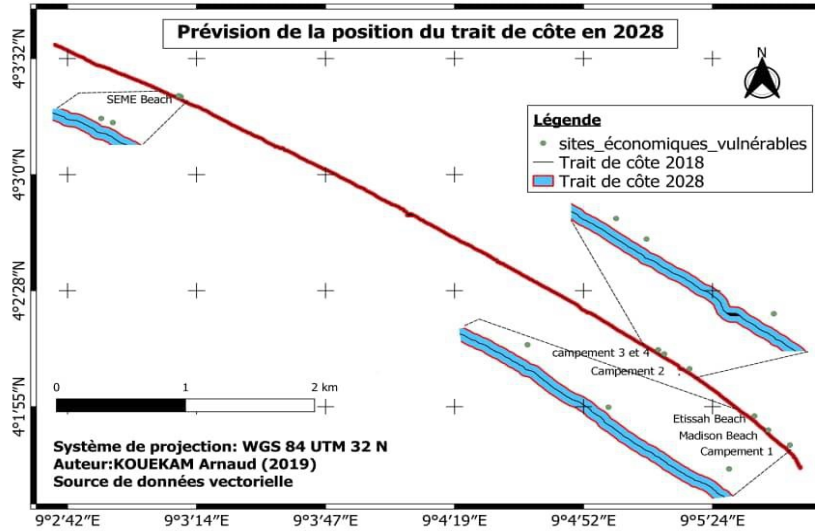 Prévision de la position du trait de côte en 2028
N
4°3'32"N
4°3'0"N
4°2'28"N
4°1'55"N
SEME Beach
Légende
sites_économiques_vulnérables
Trait de côte 2018
Trait de côte 2028
campement 3 et 4
Campement 2
Etissah Beach
Madison Beach
Campement 1
0 1 2 km
Système de projection: WGS 84 UTM 32 N
Auteur:KOUEKAM Arnaud (2019)
Source de données vectorielle
9°2'42"E 9°3'14"E 9°3'47"E 9°4'19"E 9°4'52"E 9°5'24"E